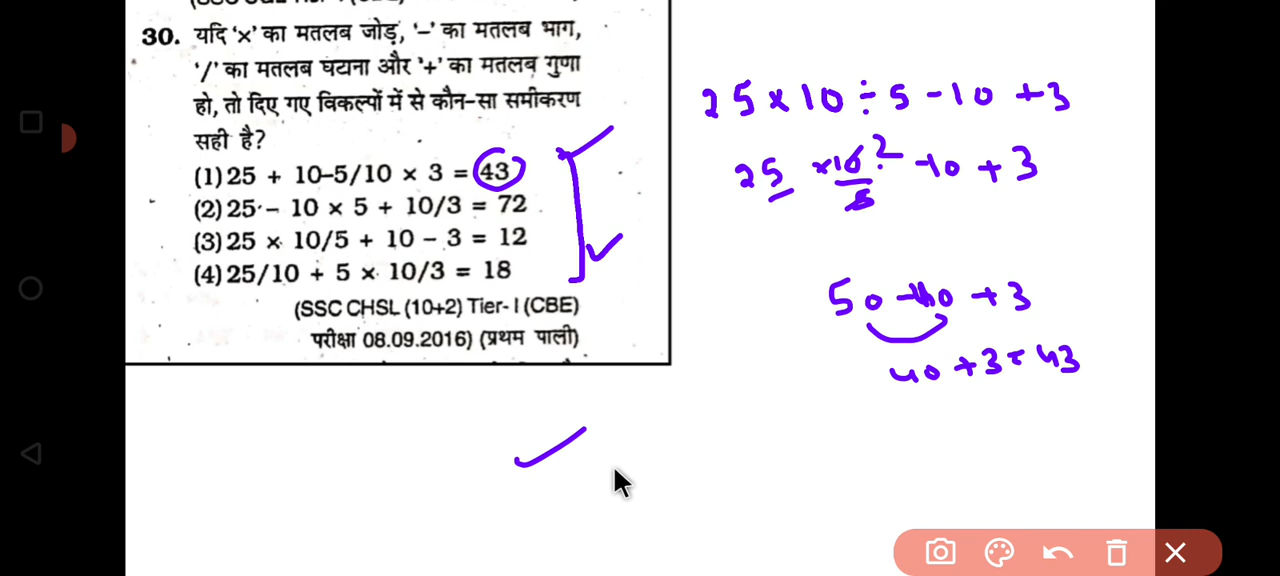 30. यदि ‘×’ का मतलब जोड़, ‘–’ का मतलब भाग,
‘/’ का मतलब घटाना और ‘+’ का मतलब गुणा
हो, तो दिए गए विकल्पों में से कौन-सा समीकरण
सही है?
(1) 25 + 10–5/10 × 3 = 43
(2) 25 – 10 × 5 + 10/3 = 72
(3) 25 × 10/5 + 10 – 3 = 12
(4) 25/10 + 5 × 10/3 = 18
(SSC CHSL (10+2) Tier- I (CBE)
परीक्षा 08.09.2016) (प्रथम पाली)
25 × 10 ÷ 5 - 10 + 3
25 × 10/5 2 - 10 + 3
50 - 10 + 3
40 + 3 = 43